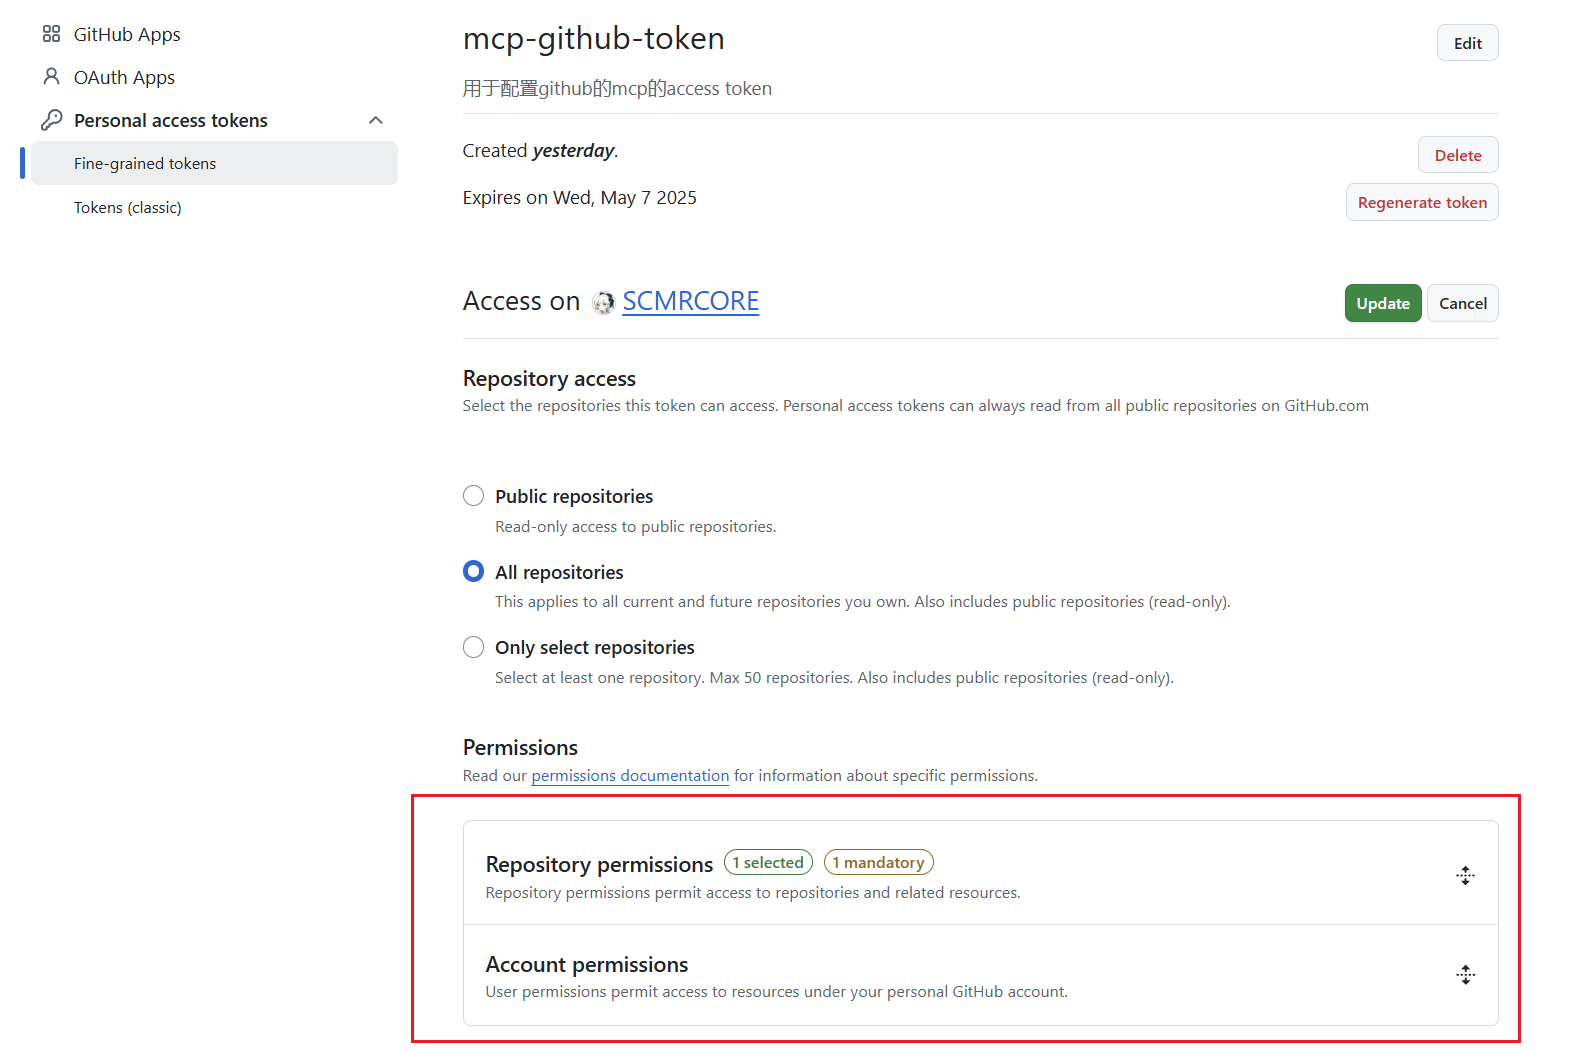 GitHub Apps
OAuth Apps
Personal access tokens
Fine-grained tokens
Tokens (classic)
mcp-github-token
Edit
用于配置github的mcp的access token
Created yesterday.
Delete
Expires on Wed, May 7 2025
Regenerate token
Access on SCMRCORE
Update
Cancel
Repository access
Select the repositories this token can access. Personal access tokens can always read from all public repositories on GitHub.com
Public repositories
Read-only access to public repositories.
All repositories
This applies to all current and future repositories you own. Also includes public repositories (read-only).
Only select repositories
Select at least one repository. Max 50 repositories. Also includes public repositories (read-only).
Permissions
Read our permissions documentation for information about specific permissions.
Repository permissions 1 selected 1 mandatory
Repository permissions permit access to repositories and related resources.
Account permissions
User permissions permit access to resources under your personal GitHub account.